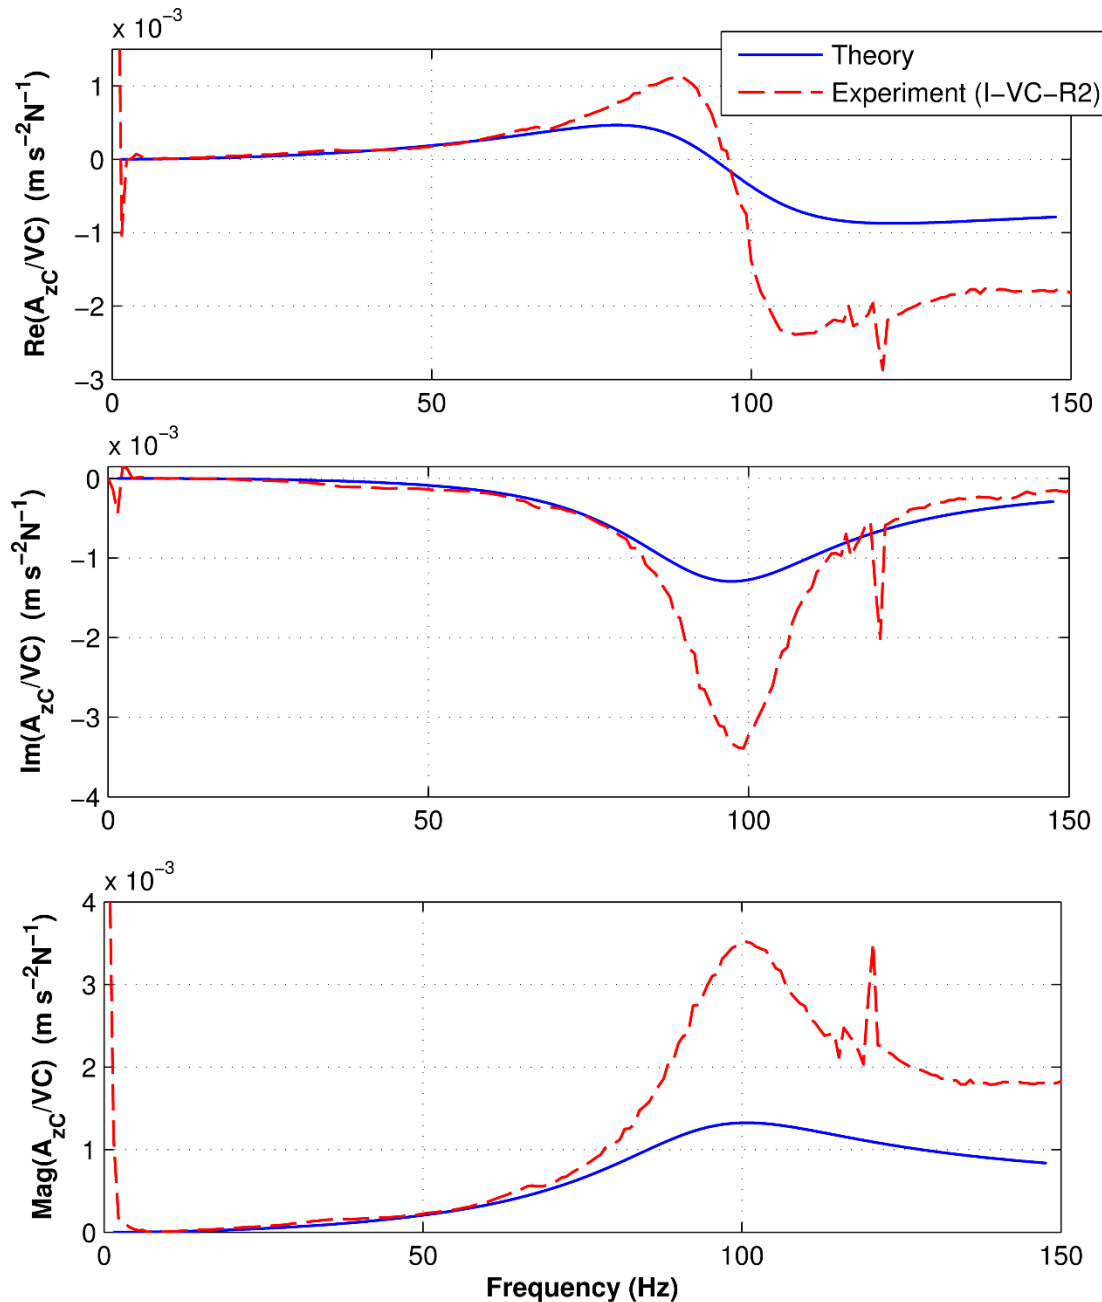 x 10⁻³
Re(A_zC/VC) (m s⁻²N⁻¹)
1
0
−1
−2
−3
0 50 100 150
Theory
Experiment (I−VC−R2)
x 10⁻³
Im(A_zC/VC) (m s⁻²N⁻¹)
0
−1
−2
−3
−4
0 50 100 150
x 10⁻³
Mag(A_zC/VC) (m s⁻²N⁻¹)
4
3
2
1
0
0 50 100 150
Frequency (Hz)